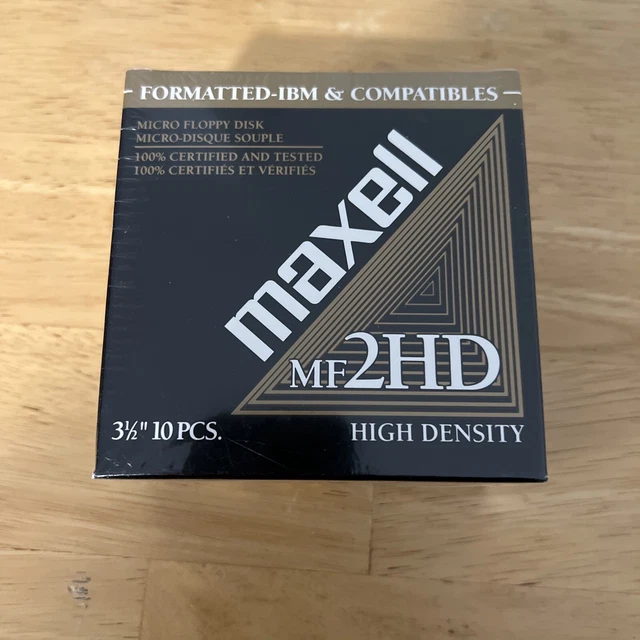 FORMATTED-IBM & COMPATIBLES
MICRO FLOPPY DISK
MICRO-DISQUE SOUPLE
100% CERTIFIED AND TESTED
100% CERTIFIÉS ET VÉRIFIÉS
maxell
MF2HD
3½" 10 PCS.
HIGH DENSITY